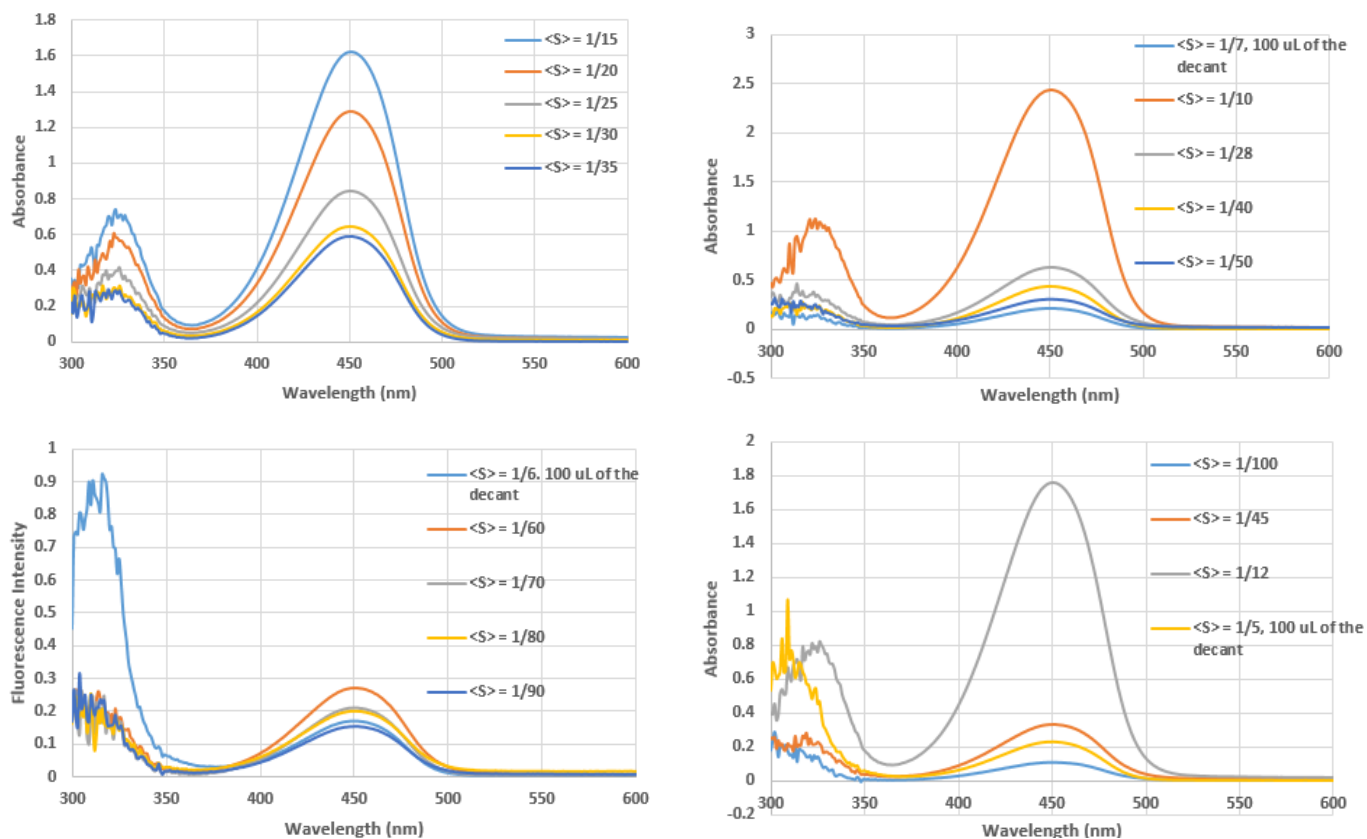 1.8
1.6
1.4
1.2
1
0.8
0.6
0.4
0.2
0
300 350 400 450 500 550 600
Absorbance
Wavelength (nm)
<S> = 1/15
<S> = 1/20
<S> = 1/25
<S> = 1/30
<S> = 1/35
3
2.5
2
1.5
1
0.5
0
-0.5
300 350 400 450 500 550 600
Absorbance
Wavelength (nm)
<S> = 1/7, 100 uL of the
decant
<S> = 1/10
<S> = 1/28
<S> = 1/40
<S> = 1/50
1
0.9
0.8
0.7
0.6
0.5
0.4
0.3
0.2
0.1
0
300 350 400 450 500 550 600
Fluorescence Intensity
Wavelength (nm)
<S> = 1/6. 100 uL of the
decant
<S> = 1/60
<S> = 1/70
<S> = 1/80
<S> = 1/90
2
1.8
1.6
1.4
1.2
1
0.8
0.6
0.4
0.2
0
-0.2
300 350 400 450 500 550 600
Absorbance
Wavelength (nm)
<S> = 1/100
<S> = 1/45
<S> = 1/12
<S> = 1/5, 100 uL of the
decant